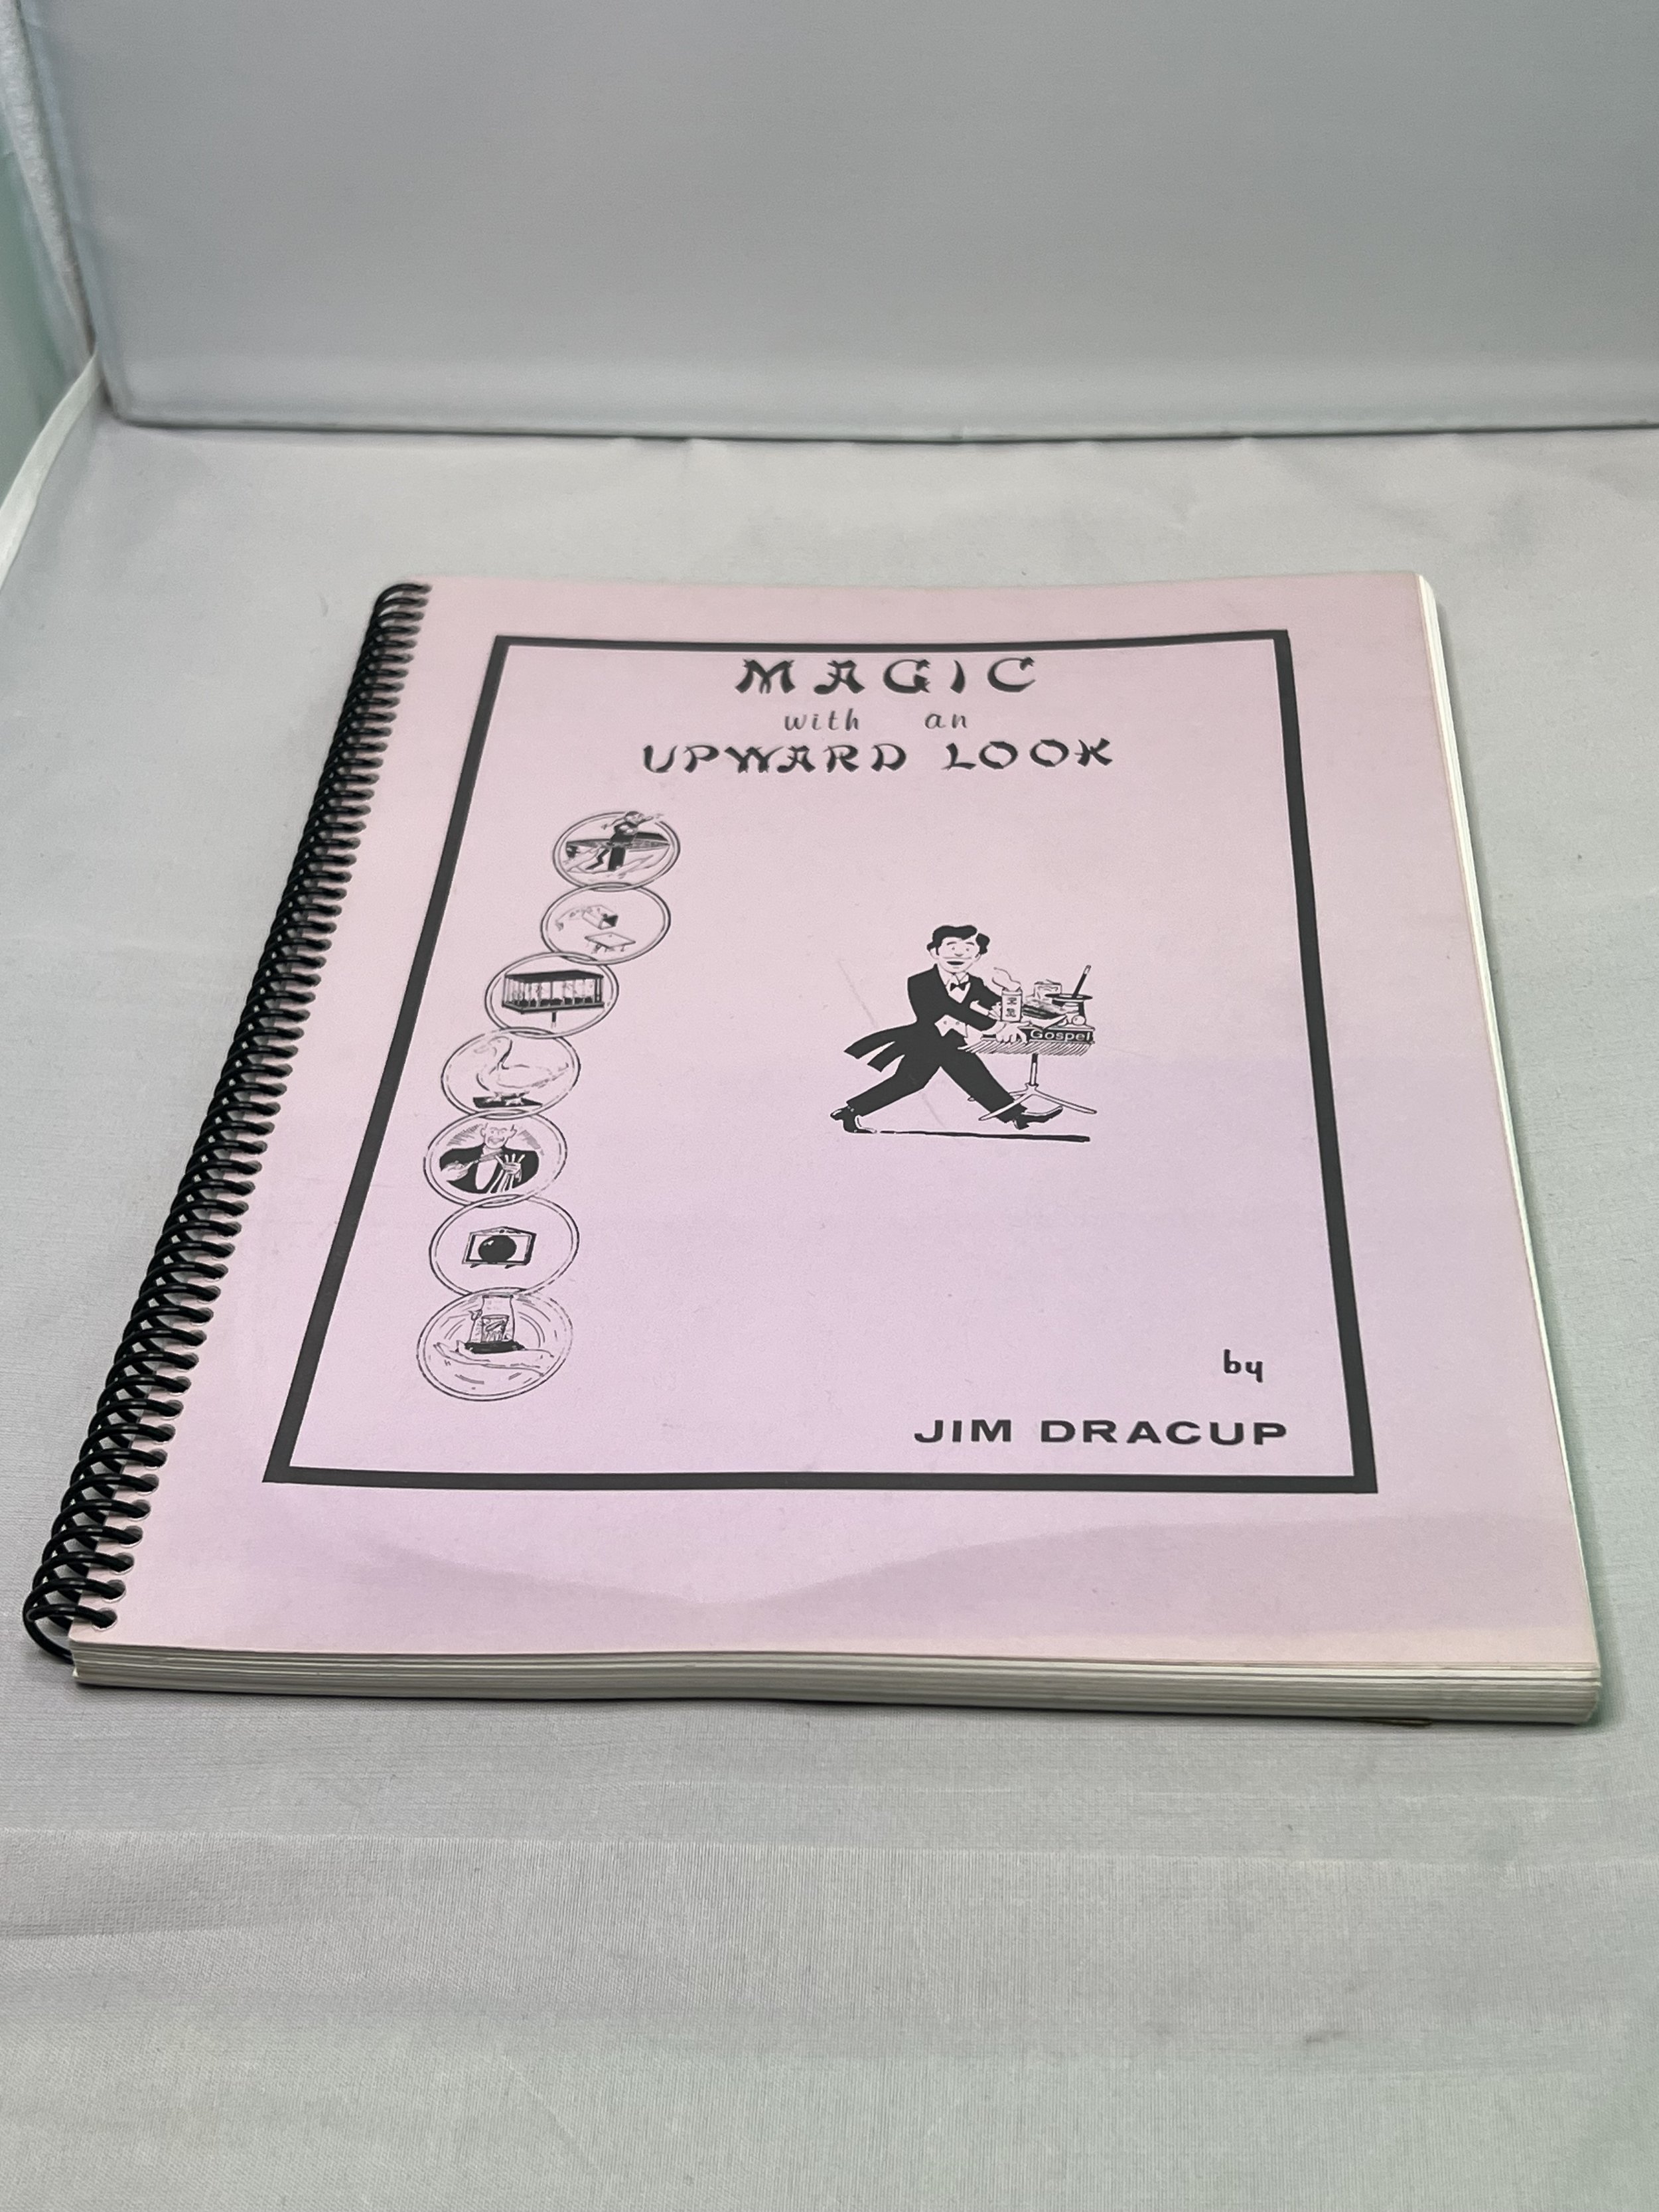 MAGIC
with an
UPWARD LOOK
Gospel
by
JIM DRACUP